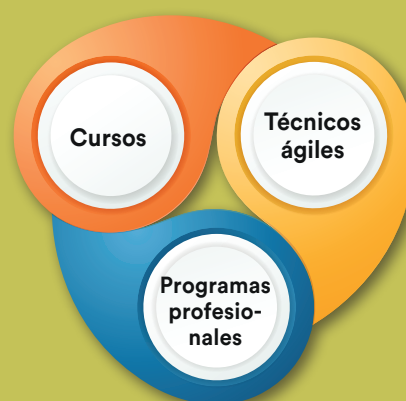 Cursos
Técnicos
ágiles
Programas
profesio-
nales